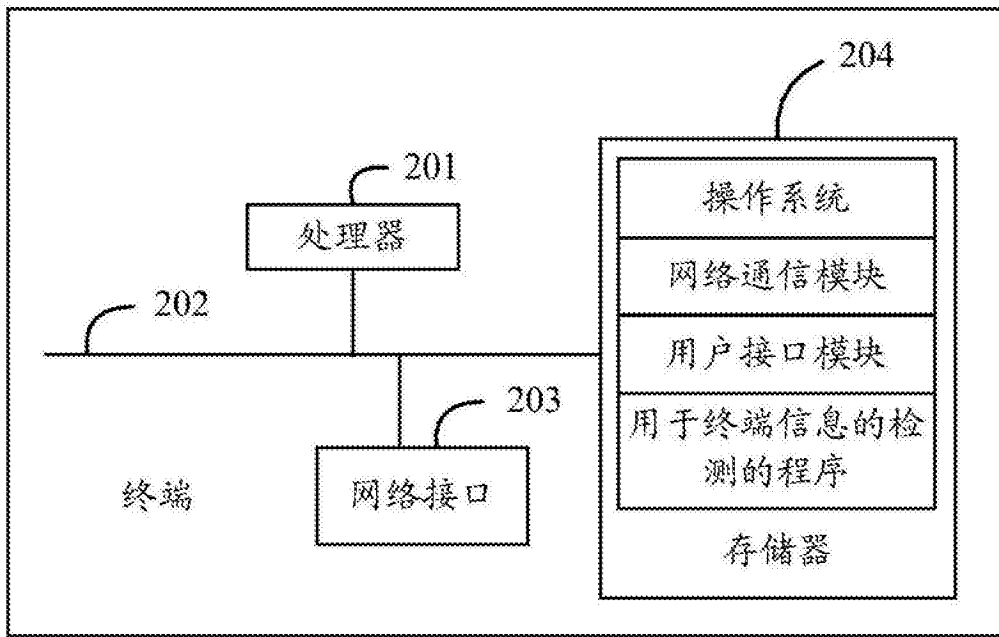 204
201
操作系统
处理器
网络通信模块
202
用户接口模块
203
用于终端信息的检
测的程序
终端
网络接口
存储器